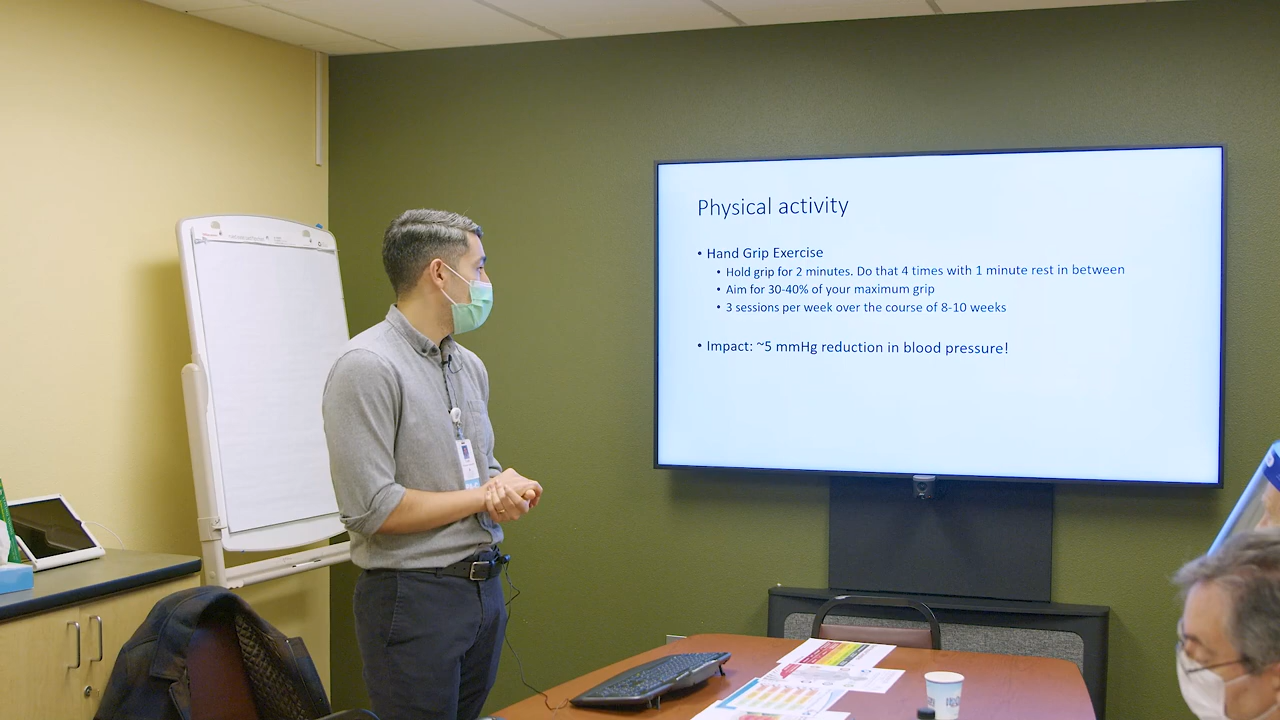 Physical activity
• Hand Grip Exercise
• Hold grip for 2 minutes. Do that 4 times with 1 minute rest in between
• Aim for 30-40% of your maximum grip
• 3 sessions per week over the course of 8-10 weeks
• Impact: ~5 mmHg reduction in blood pressure!